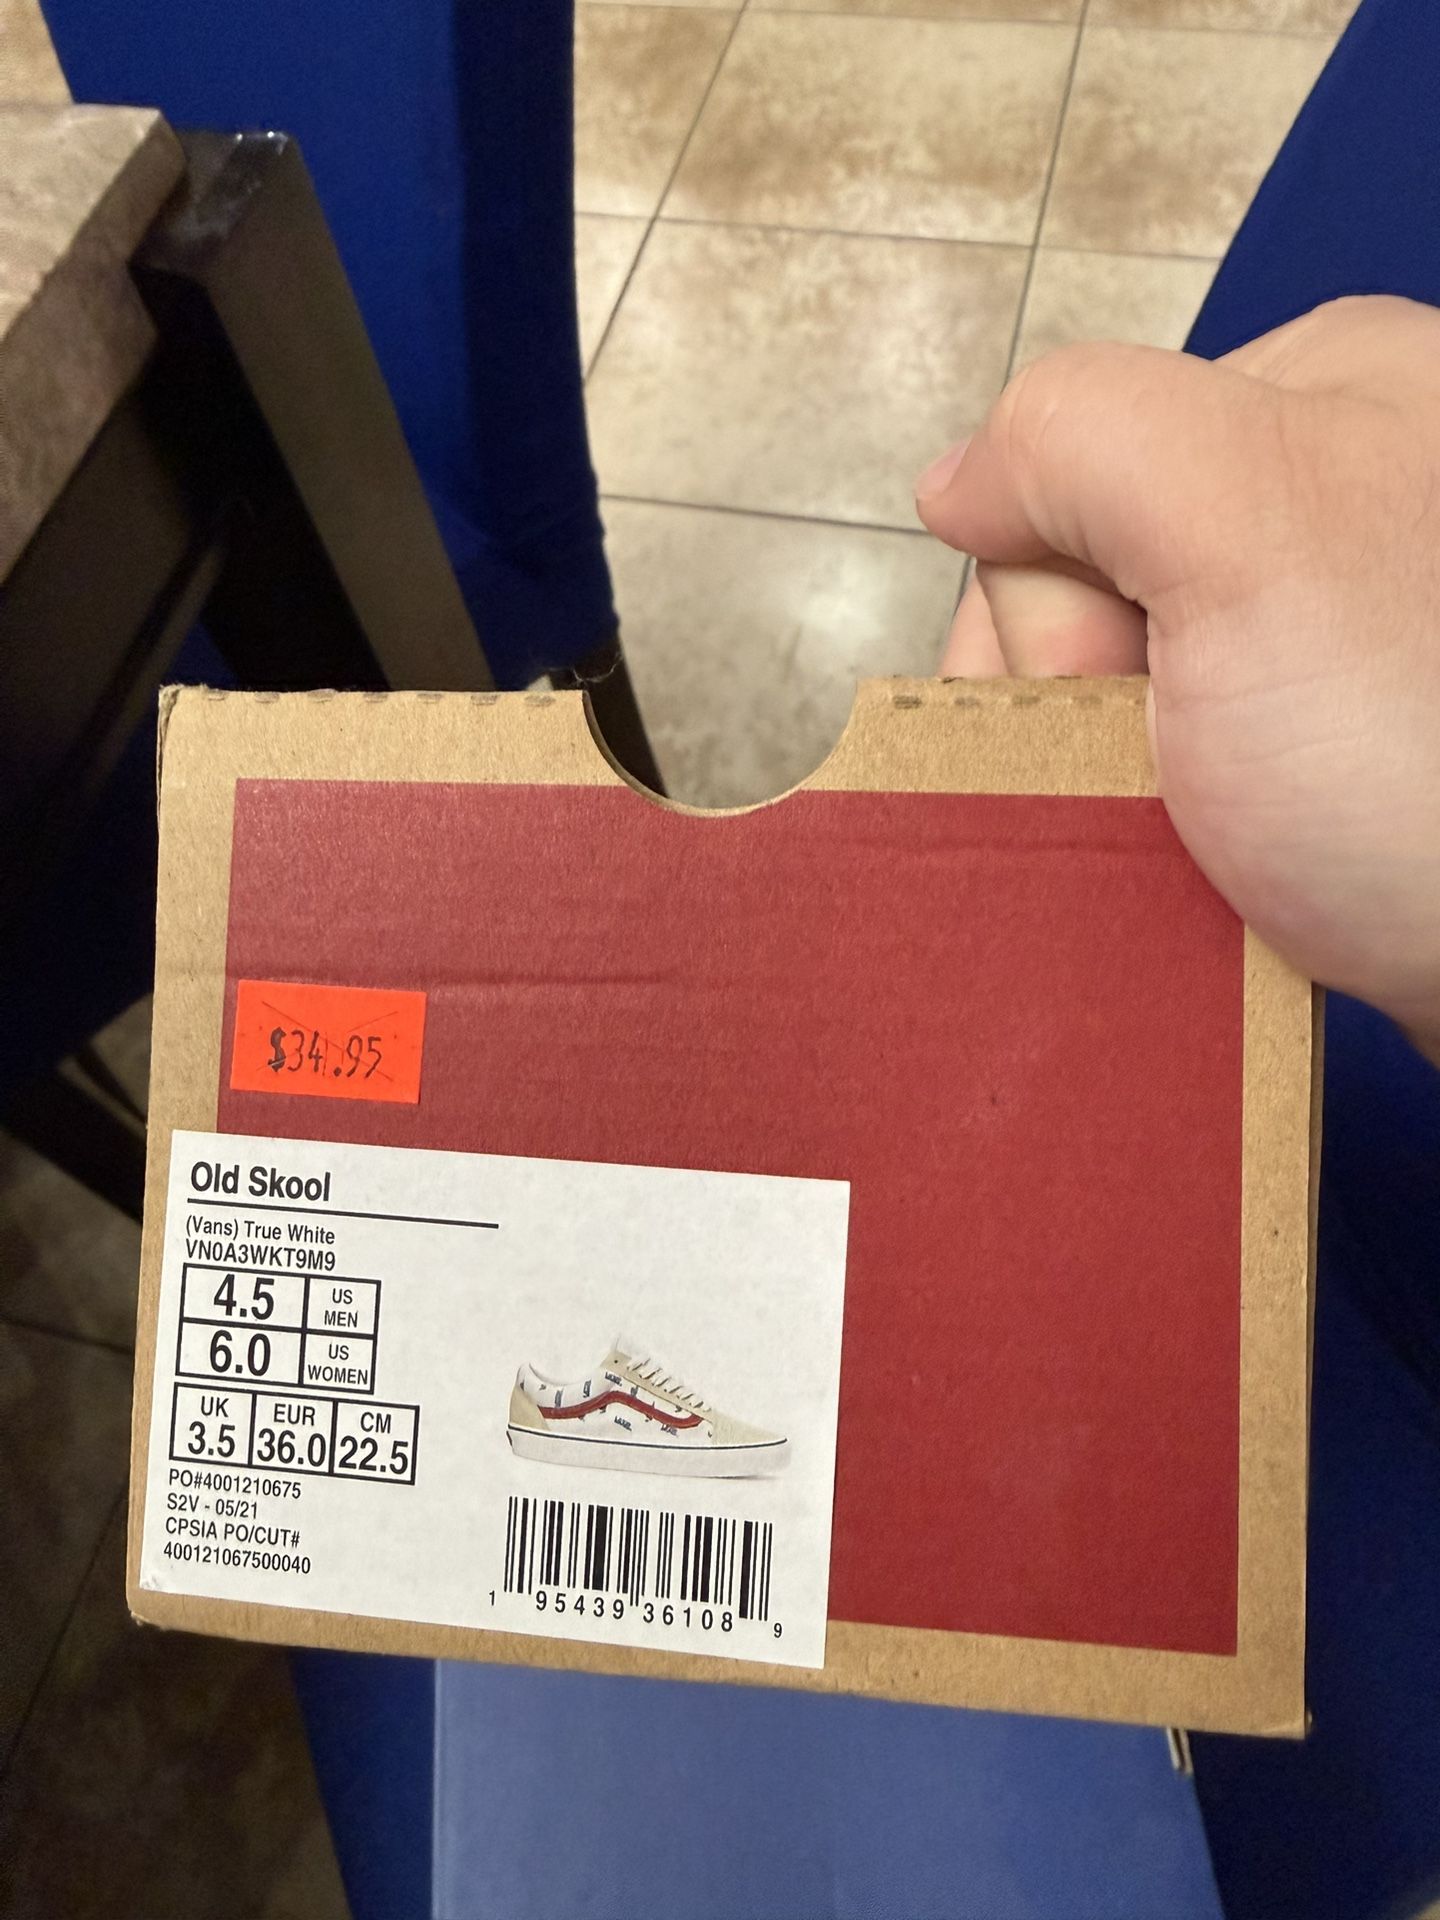 $34.95
Old Skool
(Vans) True White
VN0A3WKT9M9
4.5 US MEN
6.0 US WOMEN
UK EUR CM
3.5 36.0 22.5
PO#4001210675
S2V - 05/21
CPSIA PO/CUT#
400121067500040
1 95439 36108 9